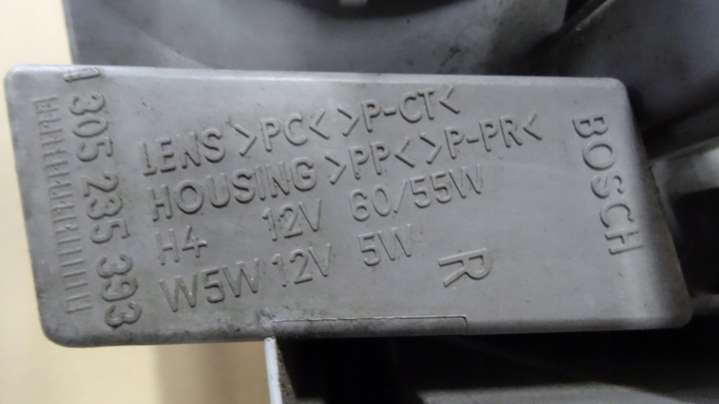 1 305 235 393
LENS >PC< >P-CT<
HOUSING >PP< >P-PR<
H4 12V 60/55W
W5W 12V 5W
R
BOSCH